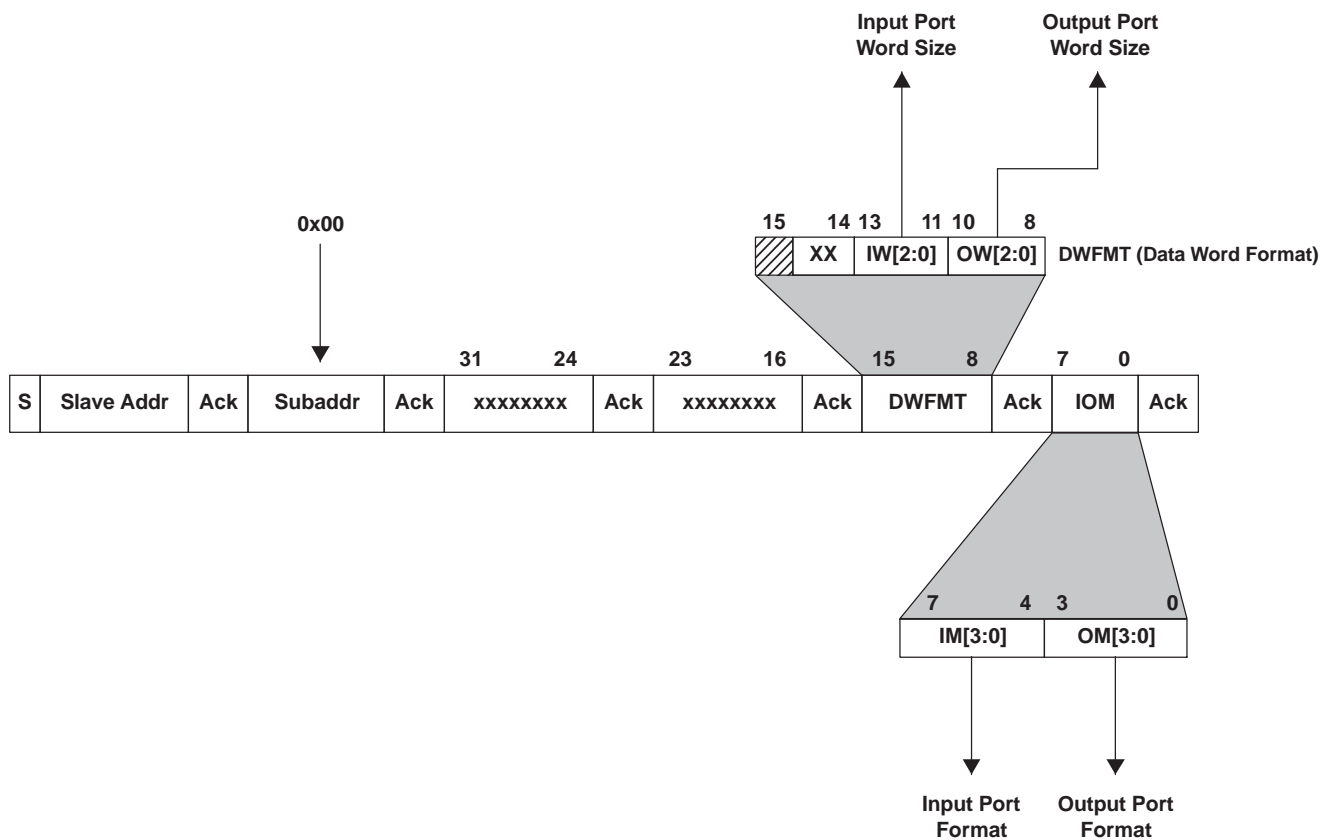 Input Port Output Port
Word Size Word Size
15 14 13 11 10 8
0x00
XX IW[2:0] OW[2:0] DWFMT (Data Word Format)
31 24 23 16 15 8 7 0
S Slave Addr Ack Subaddr Ack xxxxxxxx Ack xxxxxxxx Ack DWFMT Ack IOM Ack
7 4 3 0
IM[3:0] OM[3:0]
Input Port Output Port
Format Format